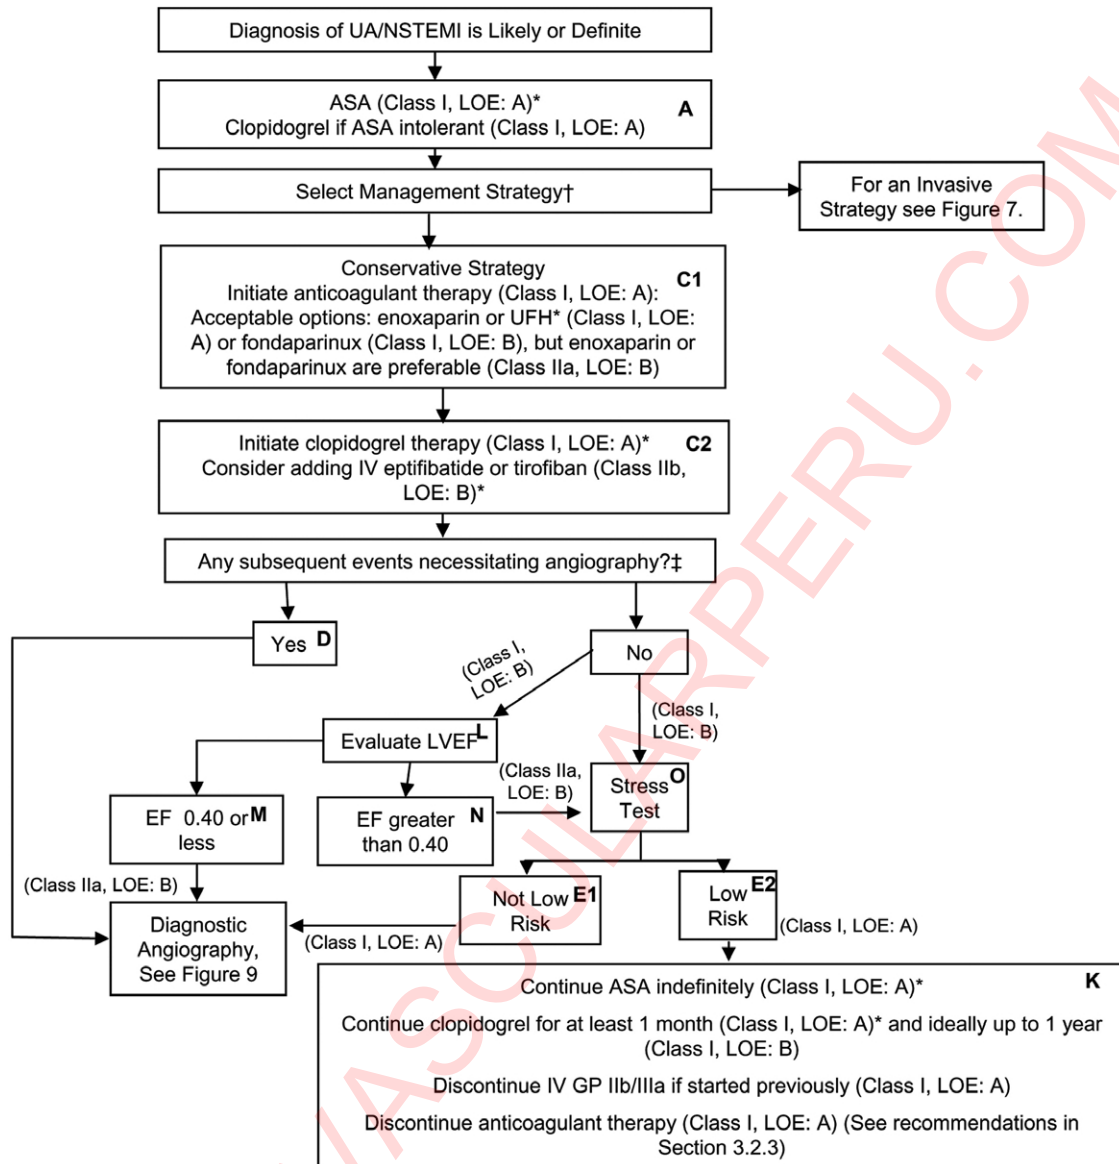 Diagnosis of UA/NSTEMI is Likely or Definite
ASA (Class I, LOE: A)*
A
Clopidogrel if ASA intolerant (Class I, LOE: A)
Select Management Strategy†
For an Invasive
Strategy see Figure 7.
Conservative Strategy
C1
Initiate anticoagulant therapy (Class I, LOE: A):
Acceptable options: enoxaparin or UFH* (Class I, LOE:
A) or fondaparinux (Class I, LOE: B), but enoxaparin or
fondaparinux are preferable (Class IIa, LOE: B)
Initiate clopidogrel therapy (Class I, LOE: A)*
C2
Consider adding IV eptifibatide or tirofiban (Class IIb,
LOE: B)*
Any subsequent events necessitating angiography?‡
Yes
D
No
(Class I,
LOE: B)
(Class I,
LOE: B)
Evaluate LVEF
L
(Class IIa,
LOE: B)
Stress
Test
O
EF 0.40 or
less
M
EF greater
than 0.40
N
(Class IIa, LOE: B)
Not Low
Risk
E1
Low
Risk
E2
(Class I, LOE: A)
(Class I, LOE: A)
Diagnostic
Angiography,
See Figure 9
K
Continue ASA indefinitely (Class I, LOE: A)*
Continue clopidogrel for at least 1 month (Class I, LOE: A)* and ideally up to 1 year
(Class I, LOE: B)
Discontinue IV GP IIb/IIIa if started previously (Class I, LOE: A)
Discontinue anticoagulant therapy (Class I, LOE: A) (See recommendations in
Section 3.2.3)
VASCULARPERU.COM